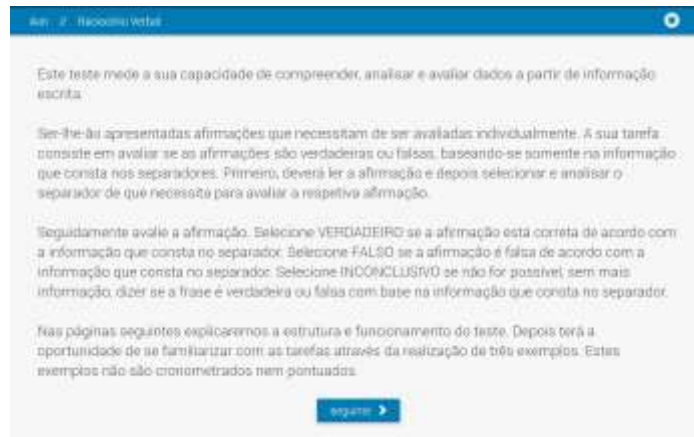 Aon // Raciocínio Verbal
Este teste mede a sua capacidade de compreender, analisar e avaliar dados a partir de informação
escrita.
Ser-lhe-ão apresentadas afirmações que necessitam de ser avaliadas individualmente. A sua tarefa
consiste em avaliar se as afirmações são verdadeiras ou falsas, baseando-se somente na informação
que consta nos separadores. Primeiro, deverá ler a afirmação e depois selecionar e analisar o
separador de que necessita para avaliar a respetiva afirmação.
Seguidamente avalie a afirmação. Selecione VERDADEIRO se a afirmação está correta de acordo com
a informação que consta no separador. Selecione FALSO se a afirmação é falsa de acordo com a
informação que consta no separador. Selecione INCONCLUSIVO se não for possível, sem mais
informação, dizer se a frase é verdadeira ou falsa com base na informação que consta no separador.
Nas páginas seguintes explicaremos a estrutura e funcionamento do teste. Depois terá a
oportunidade de se familiarizar com as tarefas através da realização de três exemplos. Estes
exemplos não são cronometrados nem pontuados.
seguinte